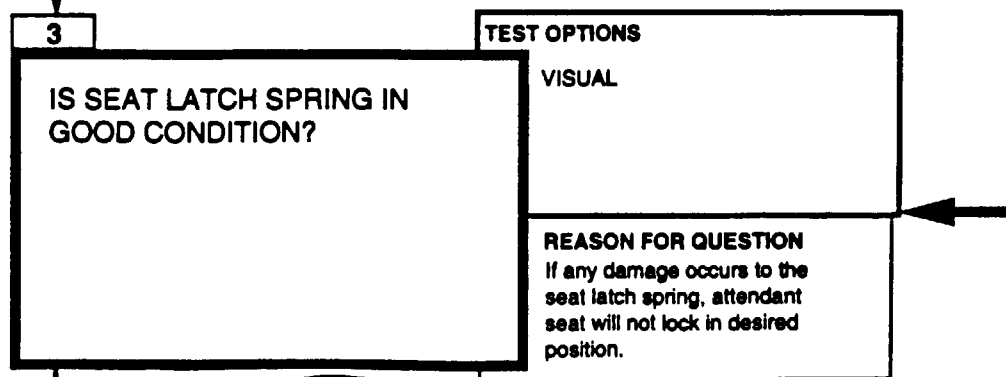 3
IS SEAT LATCH SPRING IN
GOOD CONDITION?
TEST OPTIONS
VISUAL
REASON FOR QUESTION
If any damage occurs to the
seat latch spring, attendant
seat will not lock in desired
position.